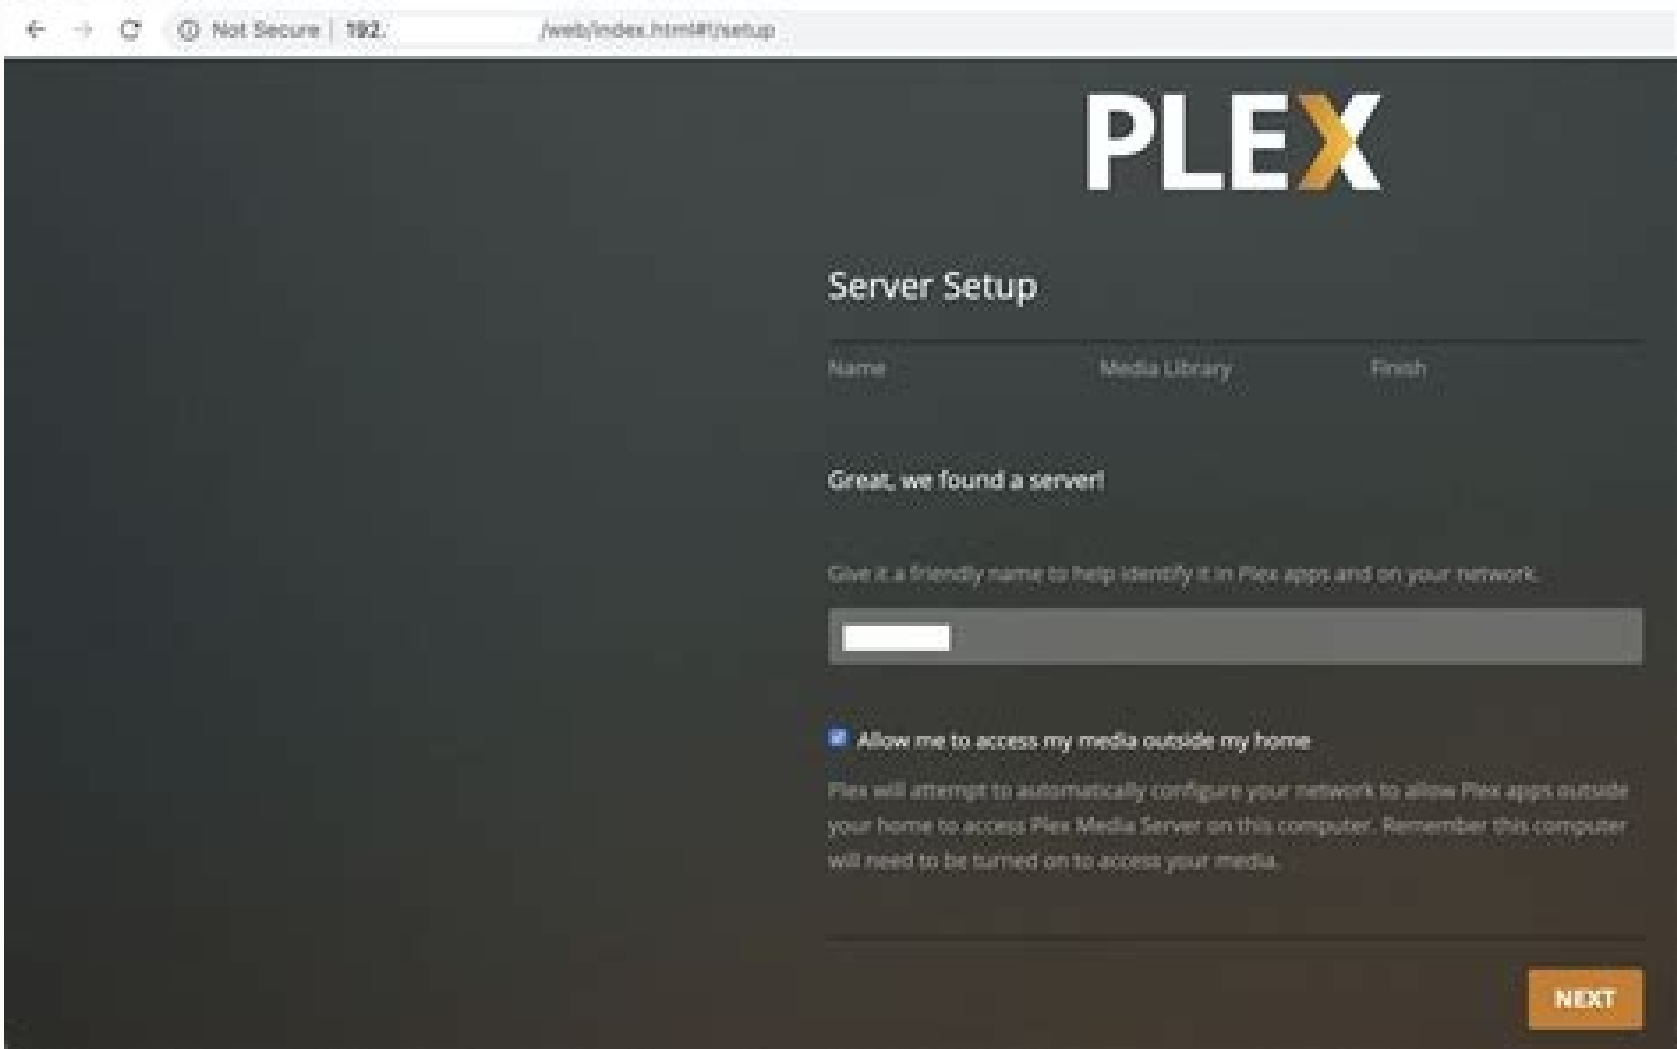 Not Secure | 192. /web/index.html#!/setup
PLEX
Server Setup
Name Media Library Finish
Great, we found a server!
Give it a friendly name to help identify it in Plex apps and on your network.
Allow me to access my media outside my home
Plex will attempt to automatically configure your network to allow Plex apps outside
your home to access Plex Media Server on this computer. Remember this computer
will need to be turned on to access your media.
NEXT